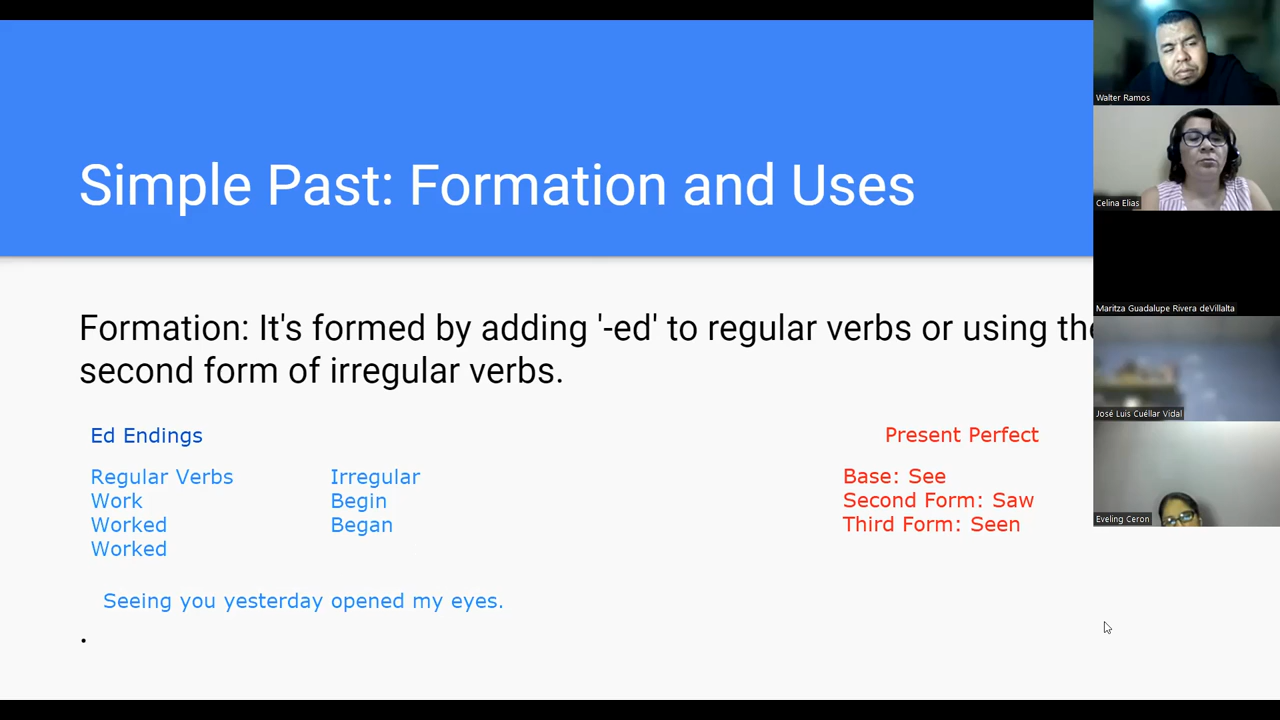 Simple Past: Formation and Uses
Formation: It's formed by adding '-ed' to regular verbs or using the
second form of irregular verbs.
Ed Endings
Regular Verbs
Work
Worked
Worked
Irregular
Begin
Began
Seeing you yesterday opened my eyes.
.
Present Perfect
Base: See
Second Form: Saw
Third Form: Seen
Walter Ramos
Celina Elias
Maritza Guadalupe Rivera deVillalta
José Luis Cuéllar Vidal
Eveling Ceron